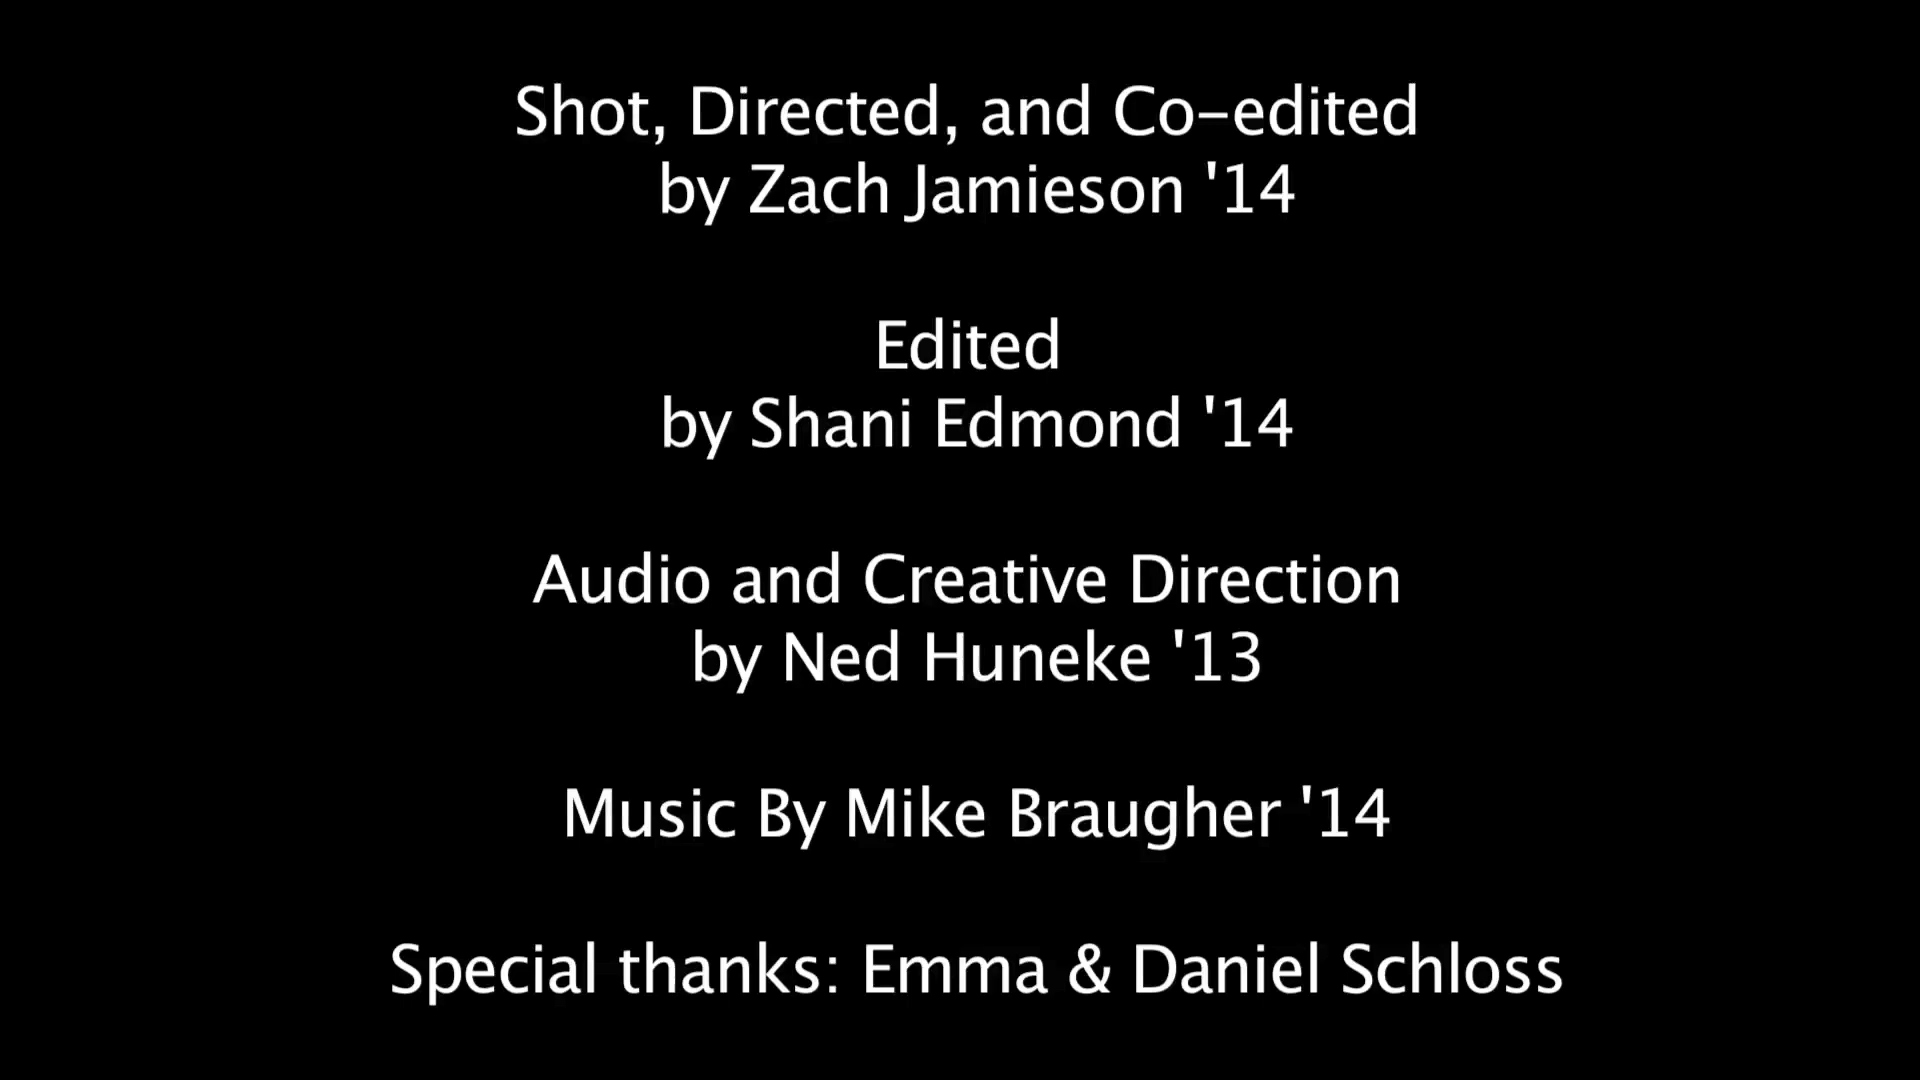 Shot, Directed, and Co-edited
by Zach Jamieson '14
Edited
by Shani Edmond '14
Audio and Creative Direction
by Ned Huneke '13
Music By Mike Braugher '14
Special thanks: Emma & Daniel Schloss